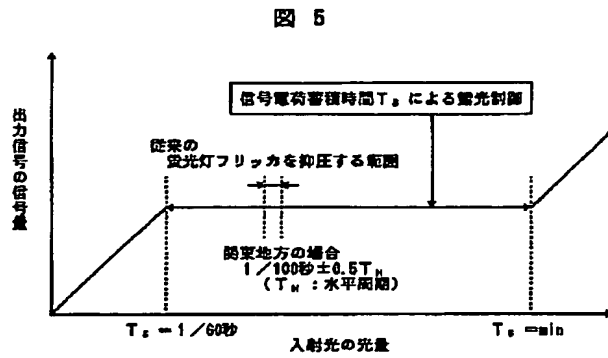 図 5
信号電荷蓄積時間Tsによる露光制御
従来の
蛍光灯フリッカを抑圧する範囲
出力信号の信号量
関東地方の場合
1/100秒±0.5TH
(TH:水平周期)
Ts=1/60秒
Ts=min
入射光の光量